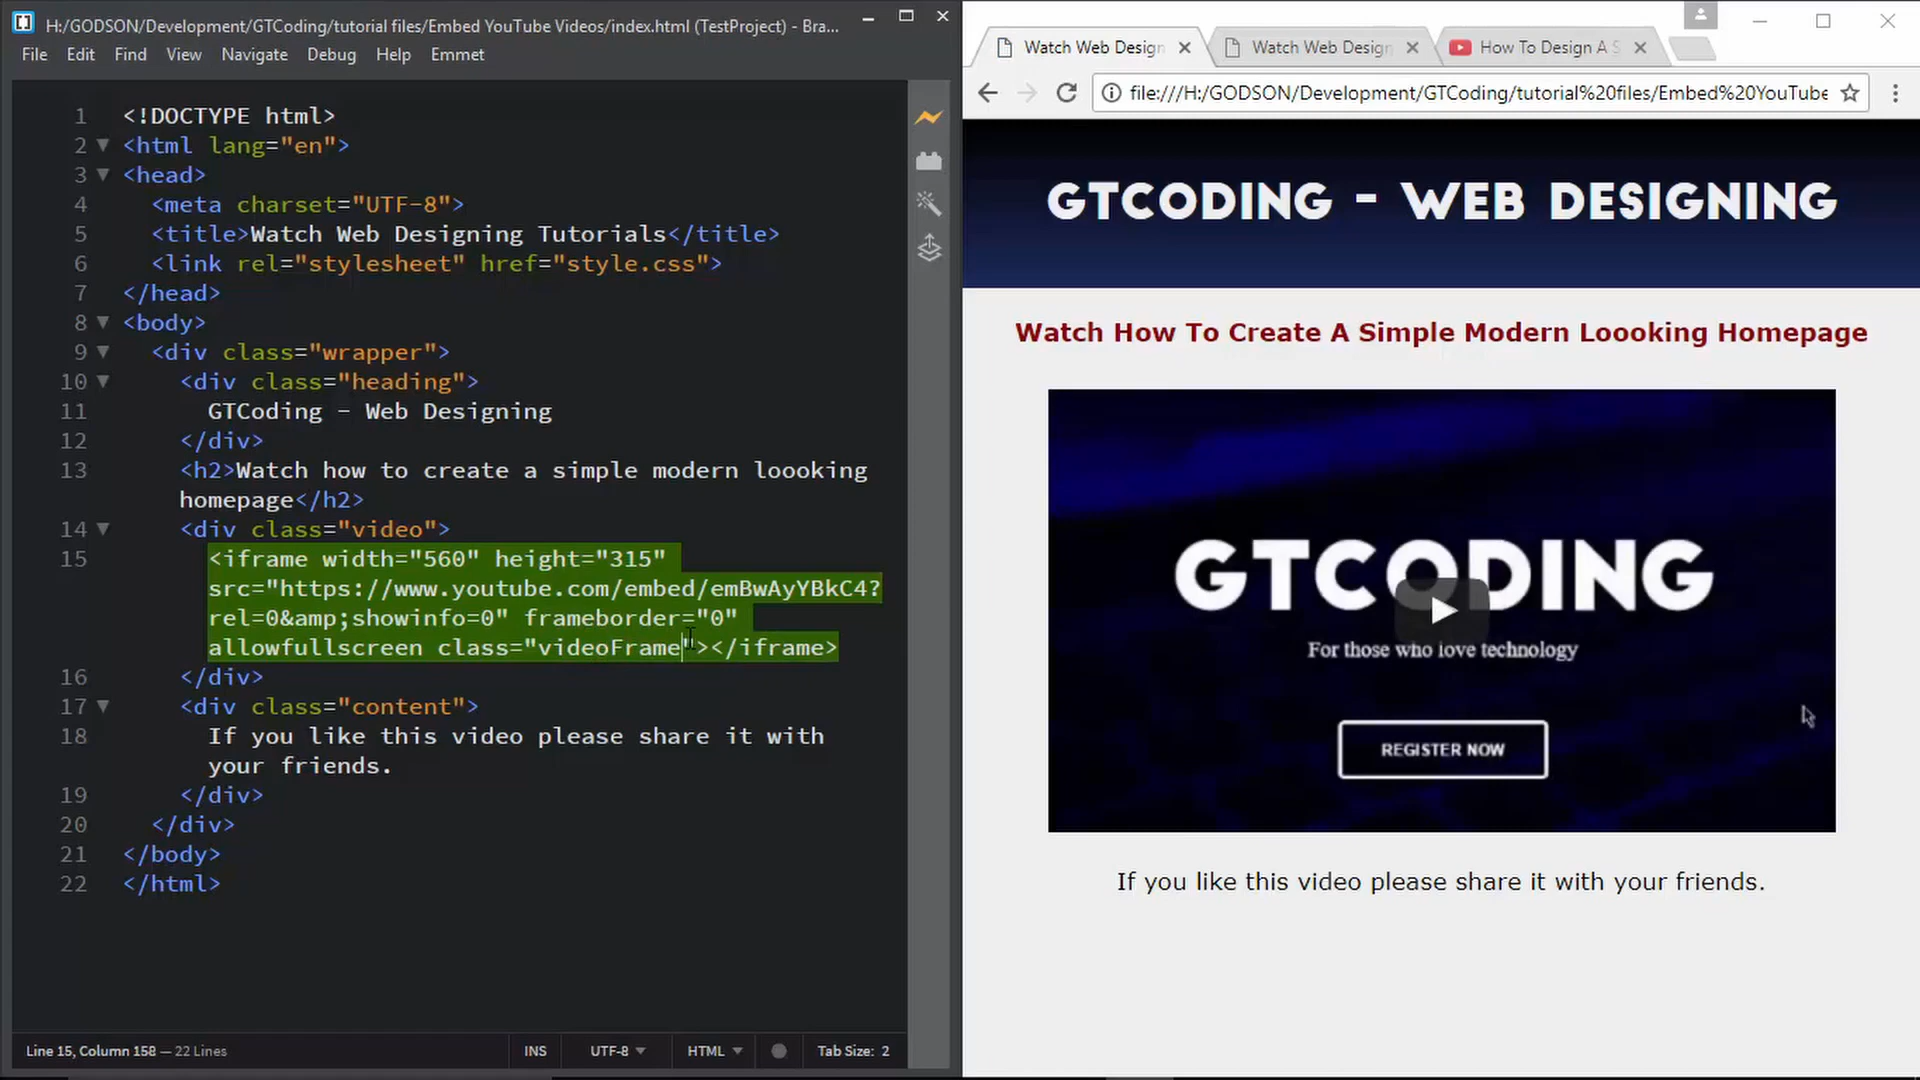 H:/GODSON/Development/GTCoding/tutorial files/Embed YouTube Videos/index.html (TestProject) - Bra...
File Edit Find View Navigate Debug Help Emmet
1 <!DOCTYPE html>
2 <html lang="en">
3 <head>
4 <meta charset="UTF-8">
5 <title>Watch Web Designing Tutorials</title>
6 <link rel="stylesheet" href="style.css">
7 </head>
8 <body>
9 <div class="wrapper">
10 <div class="heading">
11 GTCoding - Web Designing
12 </div>
13 <h2>Watch how to create a simple modern loooking
homepage</h2>
14 <div class="video">
15 <iframe width="560" height="315"
src="https://www.youtube.com/embed/emBwAyYBkC4?
rel=0&amp;showinfo=0" frameborder="0"
allowfullscreen class="videoFrame"></iframe>
16 </div>
17 <div class="content">
18 If you like this video please share it with
your friends.
19 </div>
20 </div>
21 </body>
22 </html>
Line 15, Column 158 — 22 Lines
INS UTF-8 HTML Tab Size: 2
Watch Web Design Watch Web Design How To Design A S
file:///H:/GODSON/Development/GTCoding/tutorial%20files/Embed%20YouTube
GTCODING - WEB DESIGNING
Watch How To Create A Simple Modern Loooking Homepage
GTCODING
For those who love technology
REGISTER NOW
If you like this video please share it with your friends.